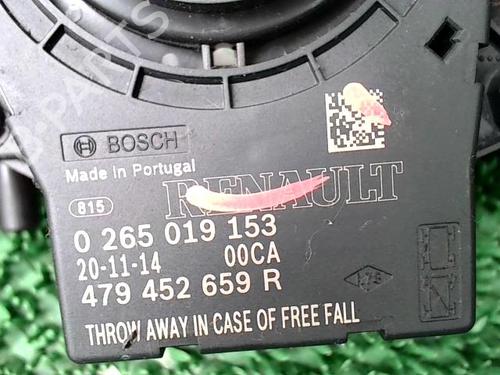 BOSCH
Made in Portugal
RENAULT
815
0 265 019 153
20-11-14 00CA
479 452 659 R
THROW AWAY IN CASE OF FREE FALL